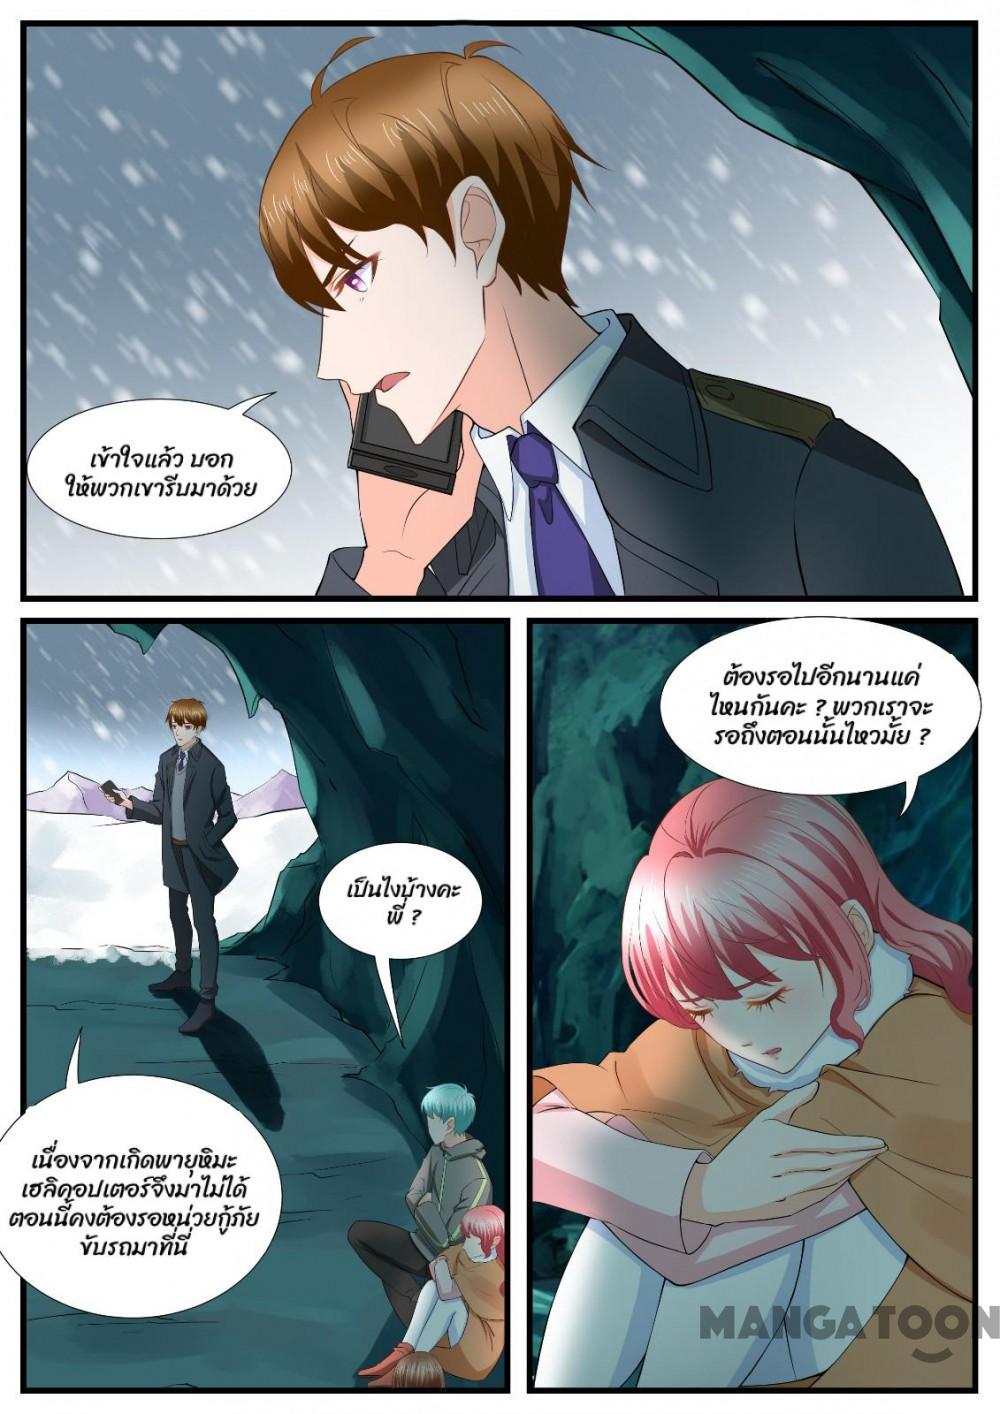 เข้าใจแล้ว บอก
ให้พวกเขารีบมาด้วย
เป็นไงบ้างคะ
พี่ ?
เนื่องจากเกิดพายุหิมะ
เฮลิคอปเตอร์จึงมาไม่ได้
ตอนนี้คงต้องรอหน่วยกู้ภัย
ขับรถมาที่นี่
ต้องรอไปอีกนานแค่
ไหนกันคะ ? พวกเราจะ
รอถึงตอนนั้นไหวมั้ย ?
MANGATOON